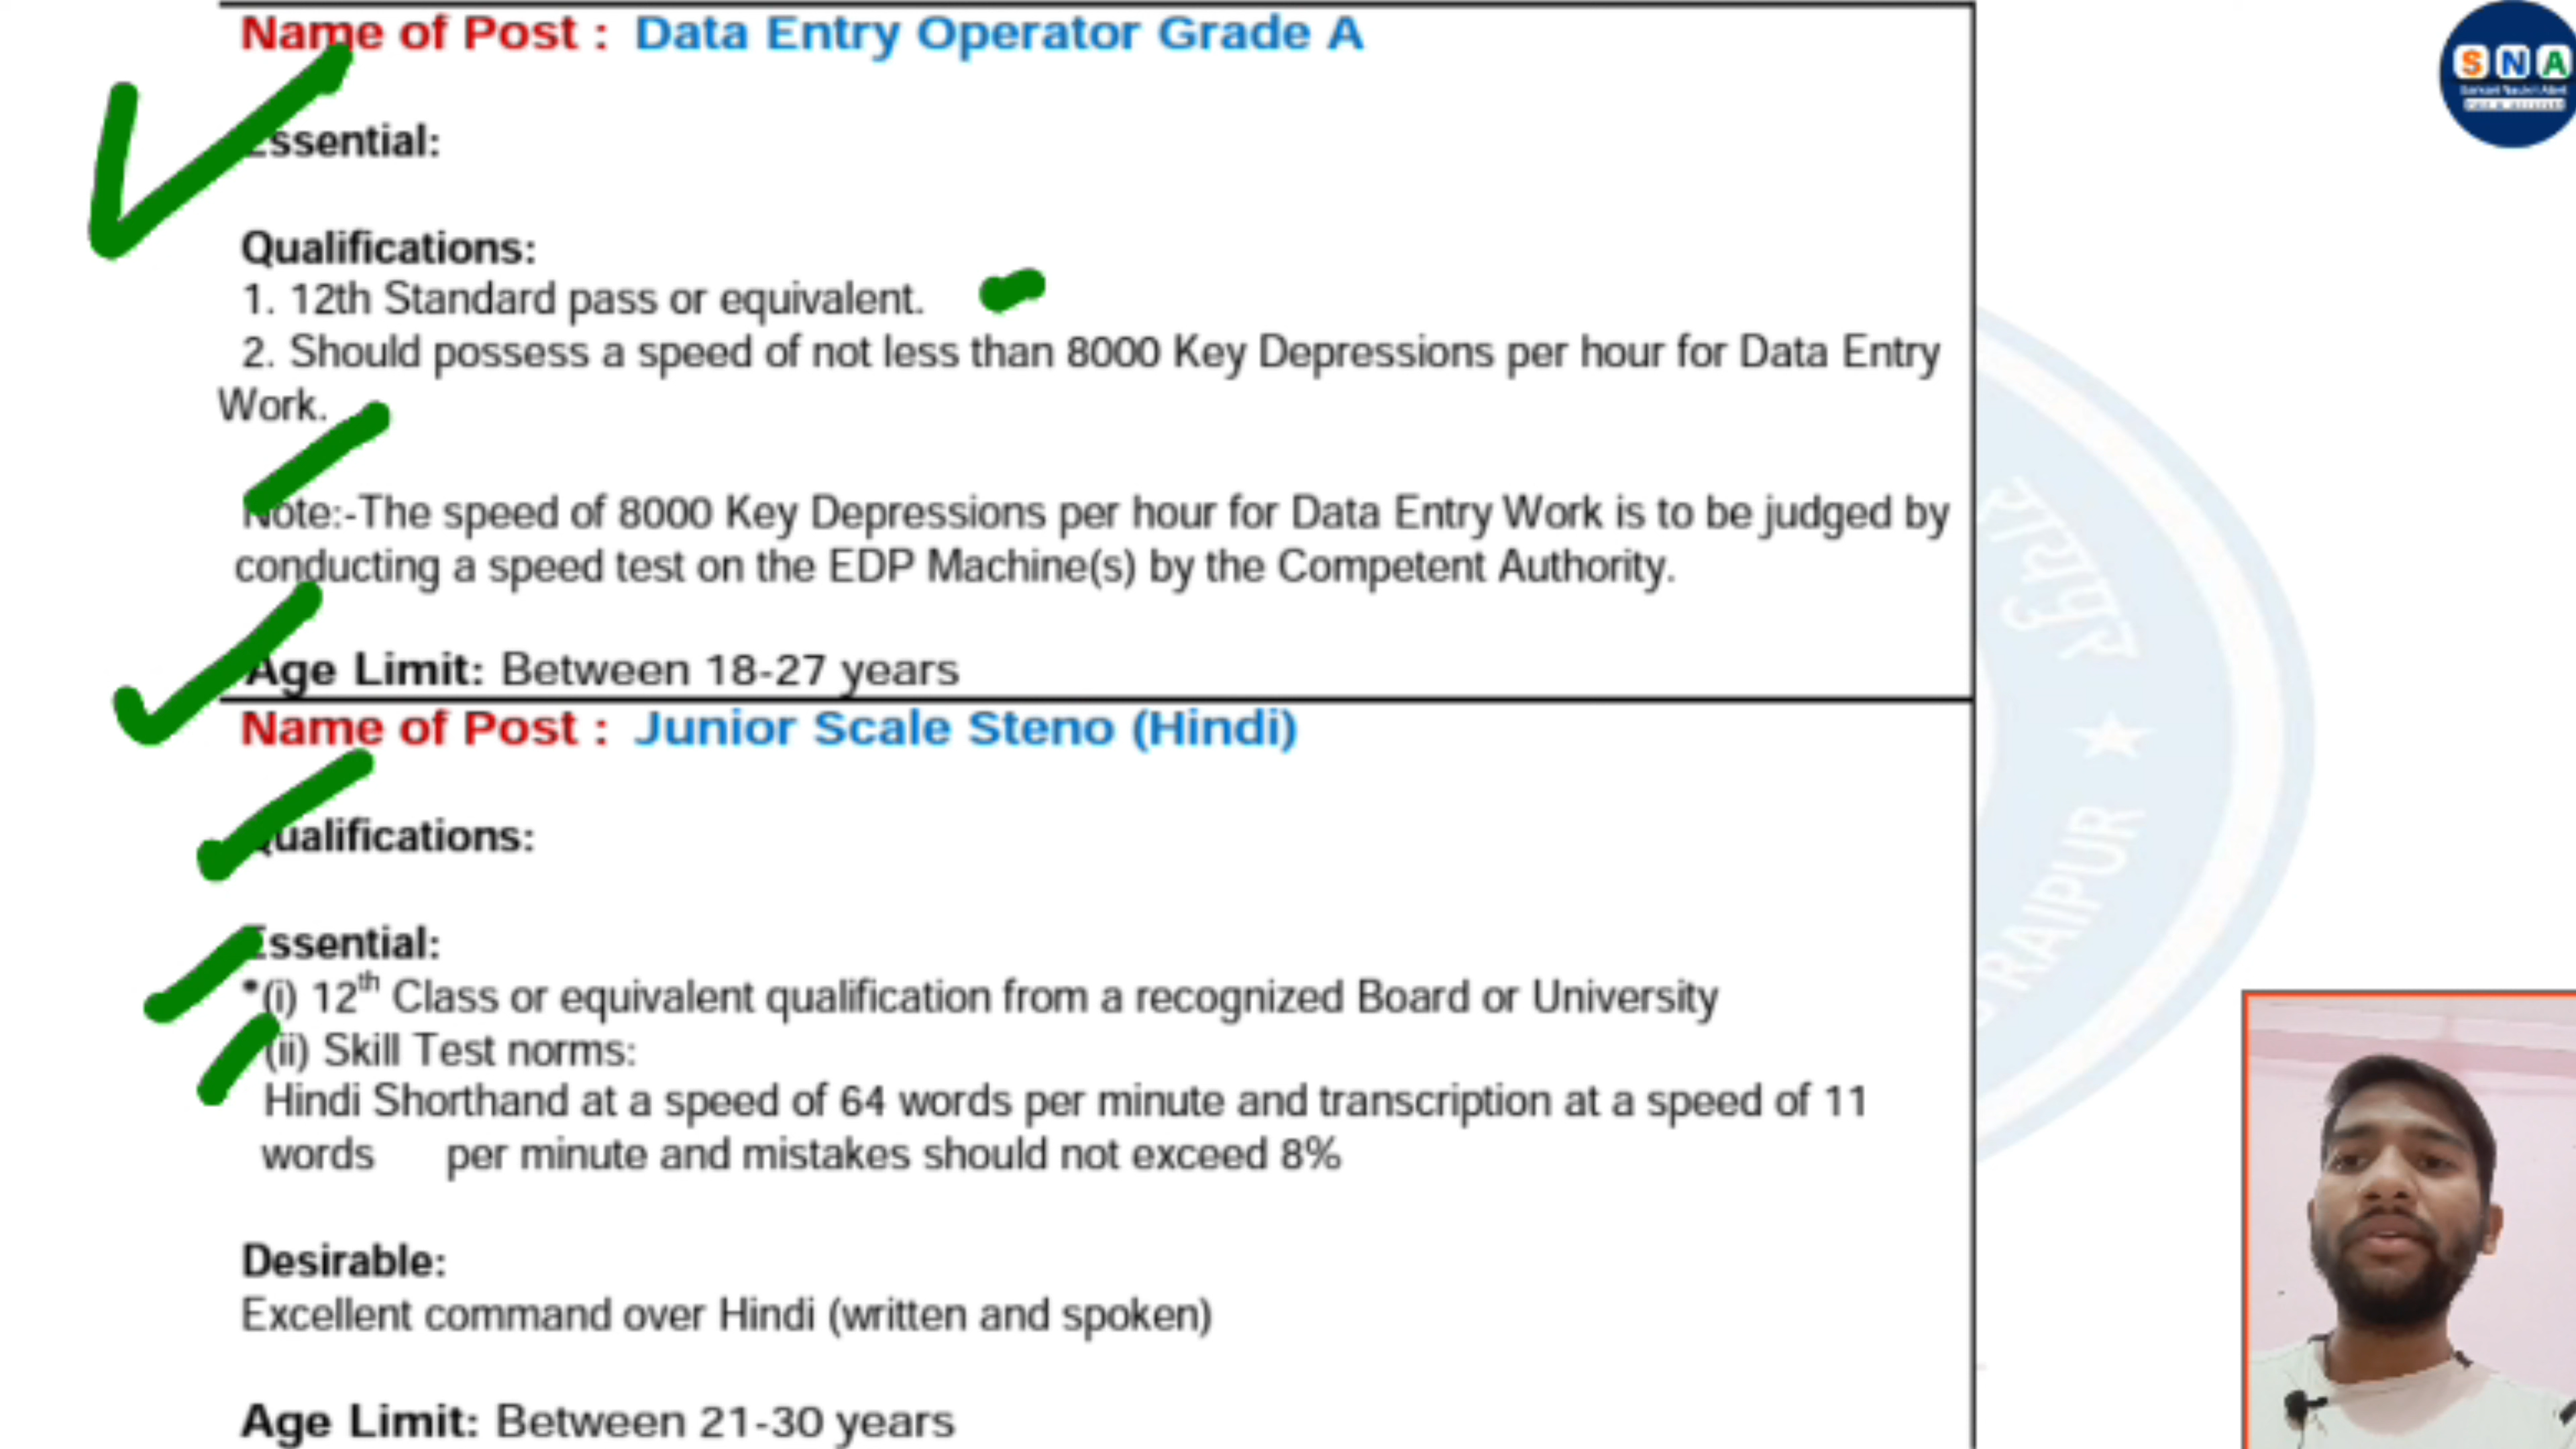 Name of Post : Data Entry Operator Grade A
SNA
Essential:
Qualifications:
1. 12th Standard pass or equivalent.
2. Should possess a speed of not less than 8000 Key Depressions per hour for Data Entry
Work.
Note:-The speed of 8000 Key Depressions per hour for Data Entry Work is to be judged by
conducting a speed test on the EDP Machine(s) by the Competent Authority.
Age Limit: Between 18-27 years
Name of Post : Junior Scale Steno (Hindi)
Qualifications:
Essential:
*(i) 12th Class or equivalent qualification from a recognized Board or University
(ii) Skill Test norms:
Hindi Shorthand at a speed of 64 words per minute and transcription at a speed of 11
words per minute and mistakes should not exceed 8%
Desirable:
Excellent command over Hindi (written and spoken)
Age Limit: Between 21-30 years
रायपुर
RAIPUR